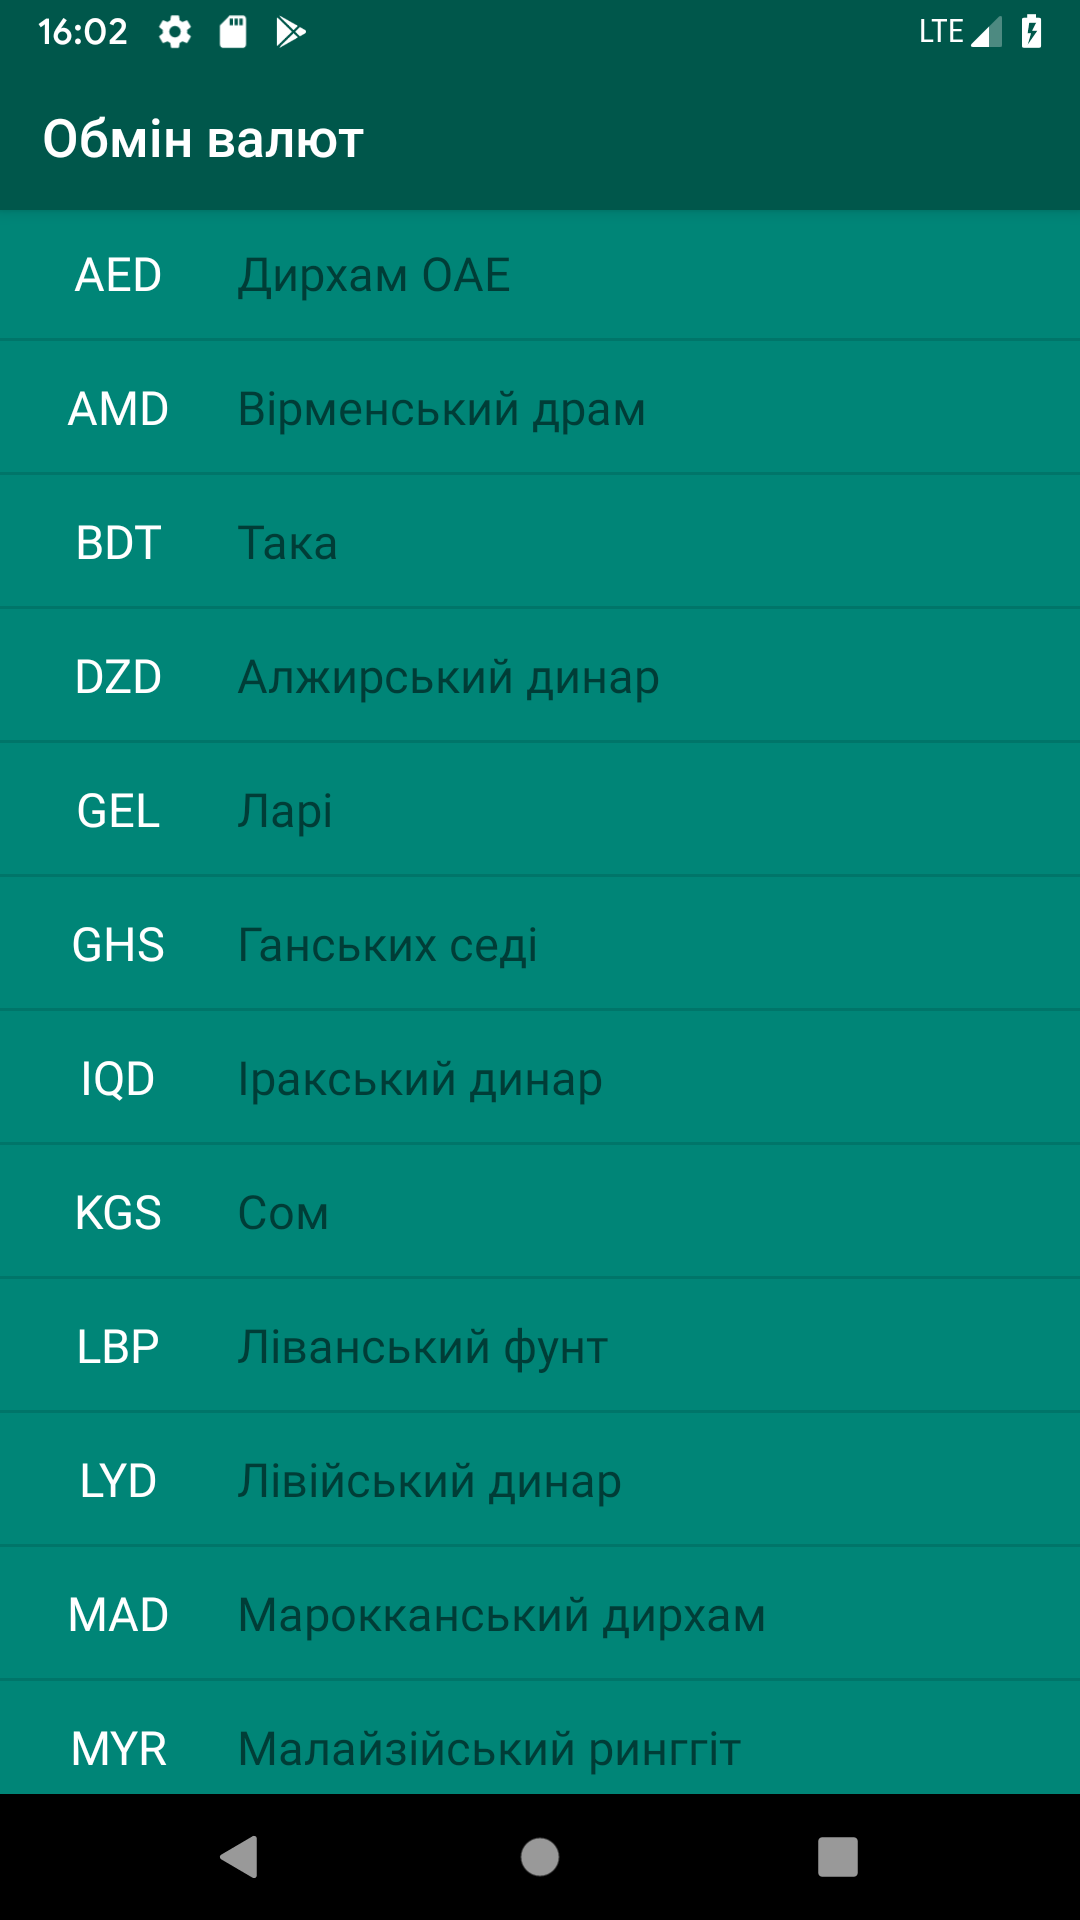 16:02 LTE
Обмін валют
AED Дирхам ОАЕ
AMD Вірменський драм
BDT Така
DZD Алжирський динар
GEL Ларі
GHS Ганських седі
IQD Іракський динар
KGS Сом
LBP Ліванський фунт
LYD Лівійський динар
MAD Марокканський дирхам
MYR Малайзійський ринггіт